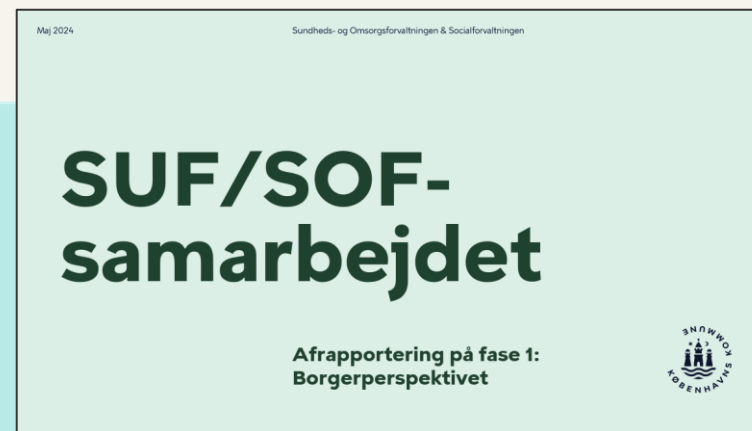 Maj 2024
Sundheds- og Omsorgsforvaltningen & Socialforvaltningen
SUF/SOF-
samarbejdet
Afrapportering på fase 1:
Borgerperspektivet
KØBENHAVNS KOMMUNE